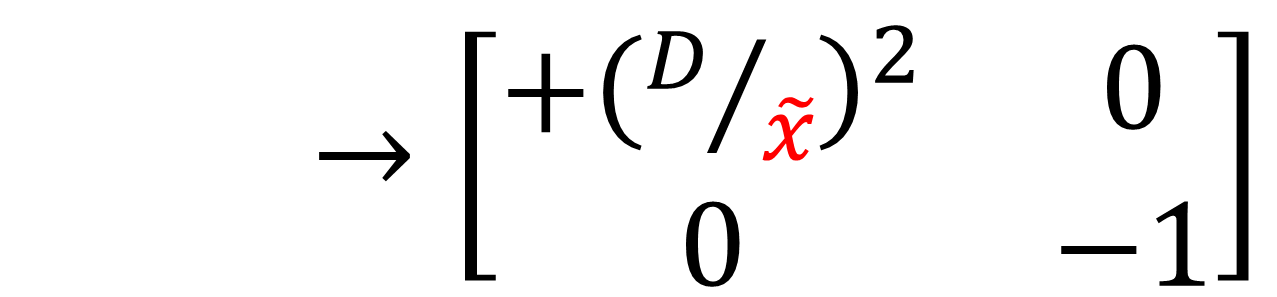 → [ +(D/x̃)² 0
0 −1 ]